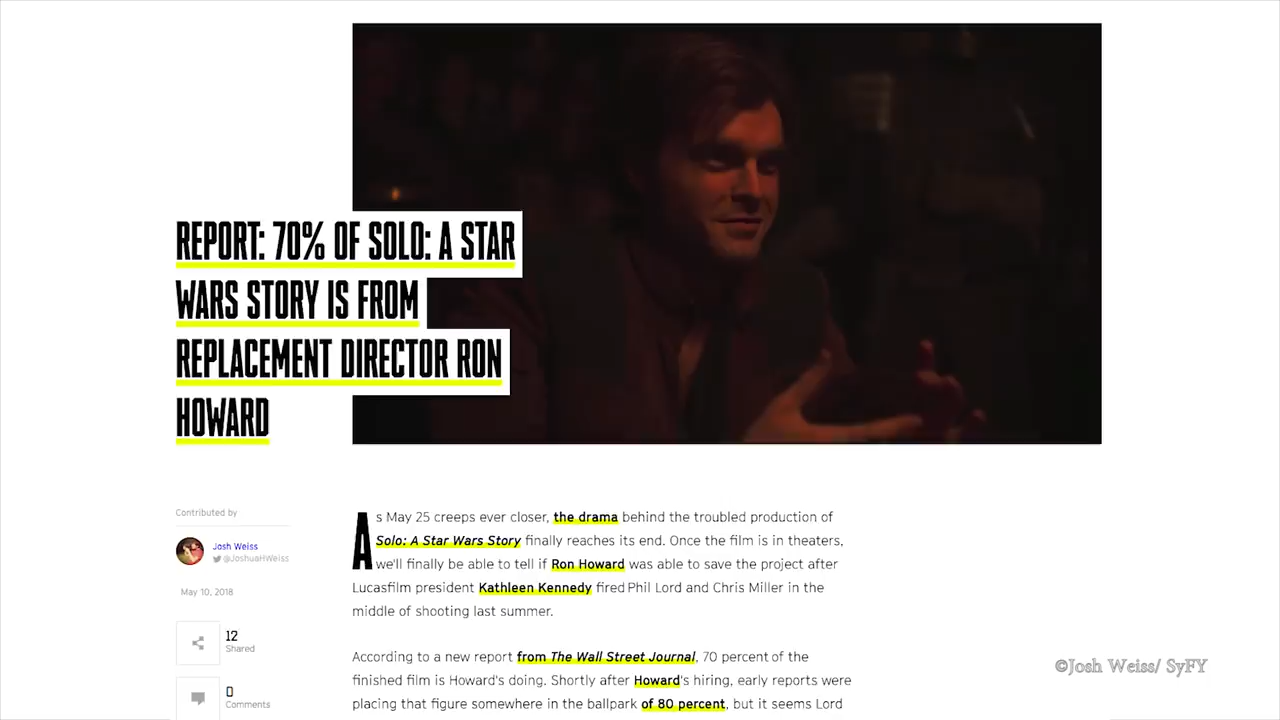 REPORT: 70% OF SOLO: A STAR
WARS STORY IS FROM
REPLACEMENT DIRECTOR RON
HOWARD
Contributed by
Josh Weiss
@JoshuaHWeiss
May 10, 2018
12
Shared
0
Comments
As May 25 creeps ever closer, the drama behind the troubled production of
Solo: A Star Wars Story finally reaches its end. Once the film is in theaters,
we'll finally be able to tell if Ron Howard was able to save the project after
Lucasfilm president Kathleen Kennedy fired Phil Lord and Chris Miller in the
middle of shooting last summer.
According to a new report from The Wall Street Journal, 70 percent of the
finished film is Howard's doing. Shortly after Howard's hiring, early reports were
placing that figure somewhere in the ballpark of 80 percent, but it seems Lord
©Josh Weiss/ SyFY